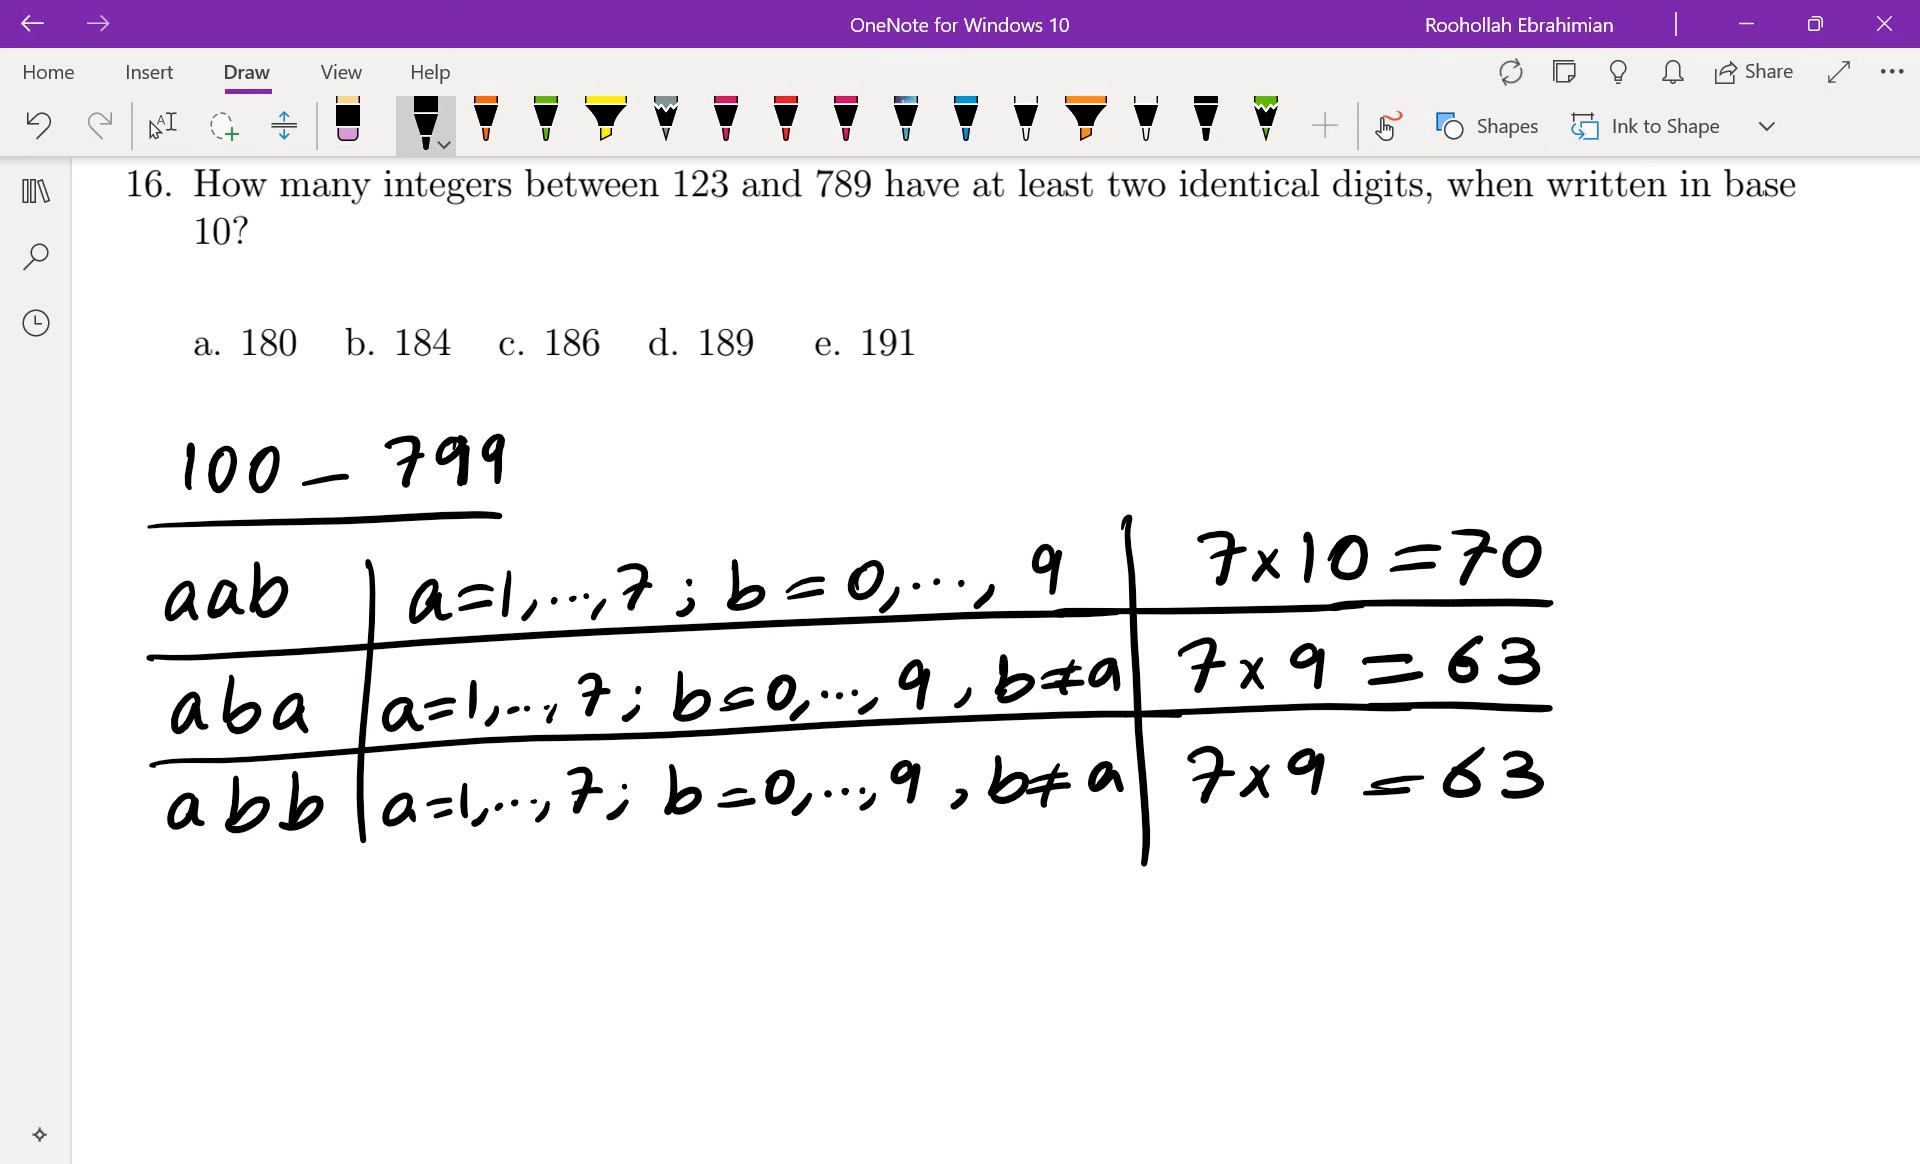 OneNote for Windows 10
Roohollah Ebrahimian
Home Insert Draw View Help
Share
Shapes
Ink to Shape
16. How many integers between 123 and 789 have at least two identical digits, when written in base
10?
a. 180 b. 184 c. 186 d. 189 e. 191
100 - 799
aab a=1,...,7; b=0,...,9 7×10=70
aba a=1,...,7; b=0,...,9, b≠a 7×9=63
abb a=1,...,7; b=0,...,9, b≠a 7×9=63